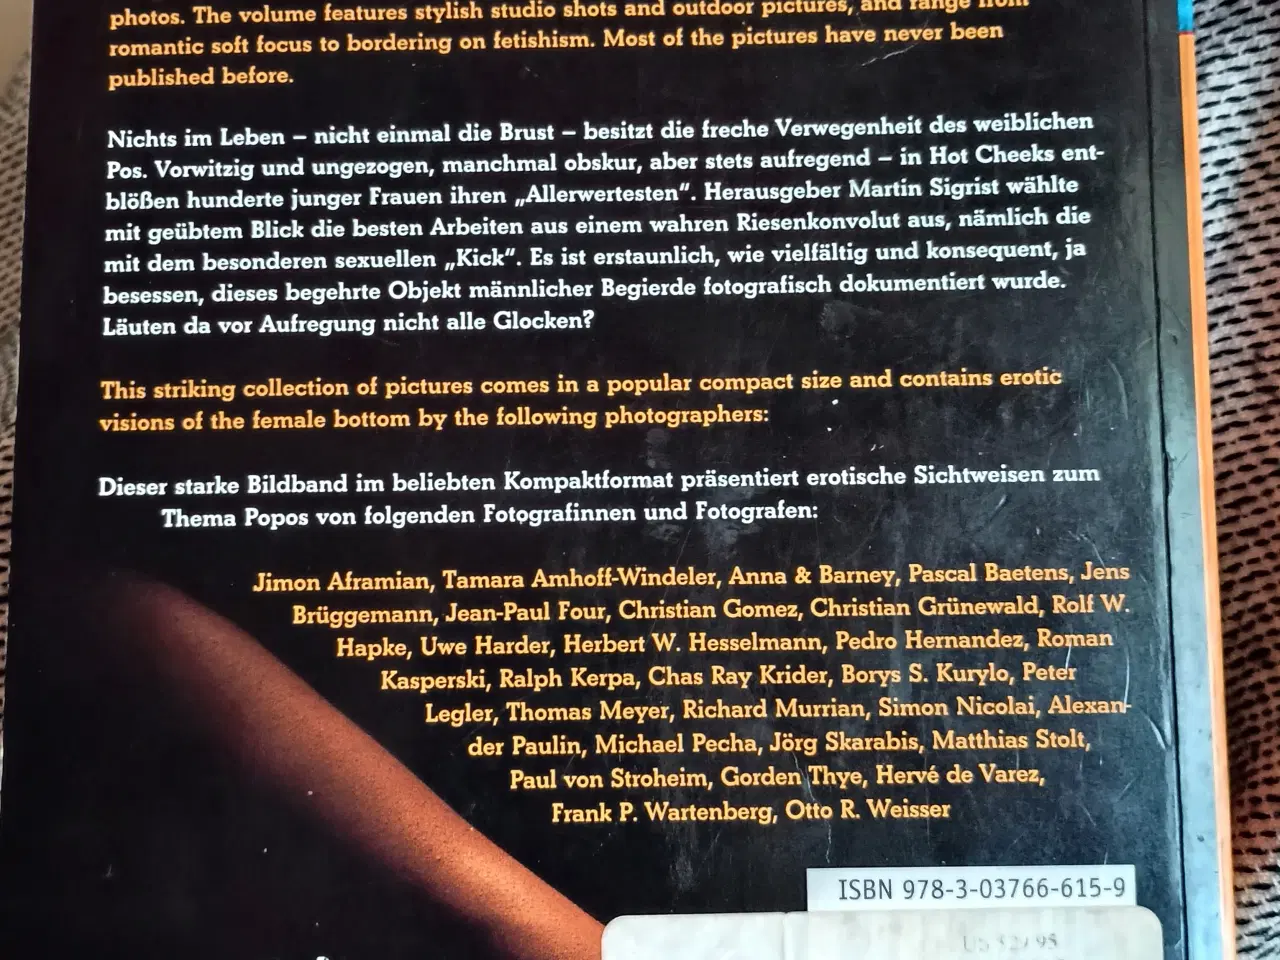 photos. The volume features stylish studio shots and outdoor pictures, and range from
romantic soft focus to bordering on fetishism. Most of the pictures have never been
published before.
Nichts im Leben – nicht einmal die Brust – besitzt die freche Verwegenheit des weiblichen
Pos. Vorwitzig und ungezogen, manchmal obskur, aber stets aufregend – in Hot Cheeks ent-
blößen hunderte junger Frauen ihren „Allerwertesten“. Herausgeber Martin Sigrist wählte
mit geübtem Blick die besten Arbeiten aus einem wahren Riesenkonvolut aus, nämlich die
mit dem besonderen sexuellen „Kick“. Es ist erstaunlich, wie vielfältig und konsequent, ja
besessen, dieses begehrte Objekt männlicher Begierde fotografisch dokumentiert wurde.
Läuten da vor Aufregung nicht alle Glocken?
This striking collection of pictures comes in a popular compact size and contains erotic
visions of the female bottom by the following photographers:
Dieser starke Bildband im beliebten Kompaktformat präsentiert erotische Sichtweisen zum
Thema Popos von folgenden Fotografinnen und Fotografen:
Jimon Aframian, Tamara Amhoff-Windeler, Anna & Barney, Pascal Baetens, Jens
Brüggemann, Jean-Paul Four, Christian Gomez, Christian Grünewald, Rolf W.
Hapke, Uwe Harder, Herbert W. Hesselmann, Pedro Hernandez, Roman
Kasperski, Ralph Kerpa, Chas Ray Krider, Borys S. Kurylo, Peter
Legler, Thomas Meyer, Richard Murrian, Simon Nicolai, Alexan-
der Paulin, Michael Pecha, Jörg Skarabis, Matthias Stolt,
Paul von Stroheim, Gorden Thye, Hervé de Varez,
Frank P. Wartenberg, Otto R. Weisser
ISBN 978-3-03766-615-9